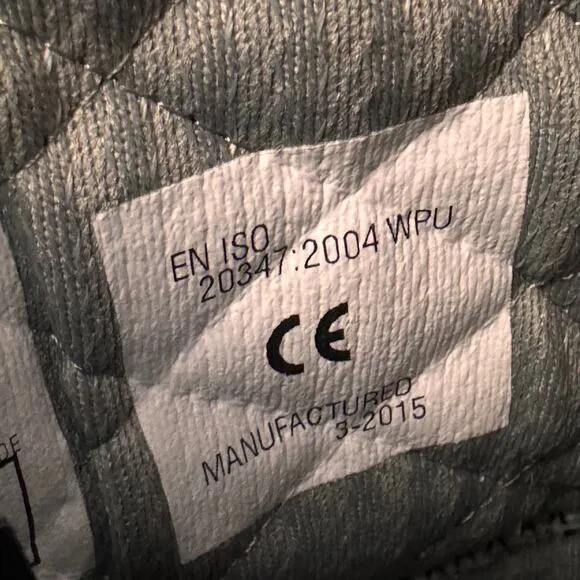 EN ISO
20347:2004 WPU
CE
MANUFACTURED
3-2015